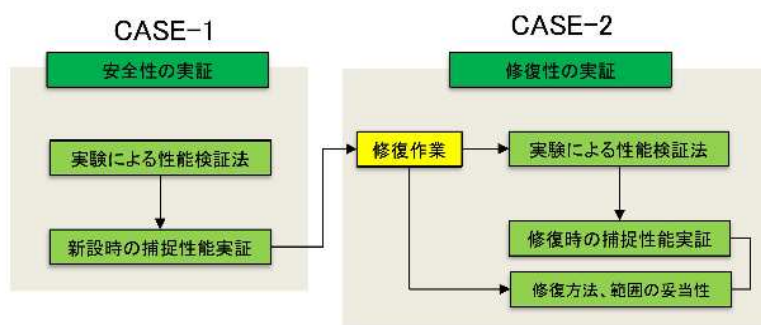 CASE-1
安全性の実証
実験による性能検証法
新設時の捕捉性能実証
CASE-2
修復性の実証
修復作業
実験による性能検証法
修復時の捕捉性能実証
修復方法、範囲の妥当性